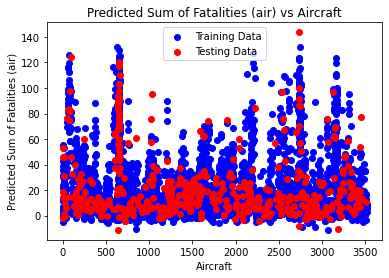 Predicted Sum of Fatalities (air) vs Aircraft
Training Data
Testing Data
Predicted Sum of Fatalities (air)
140
120
100
80
60
40
20
0
0 500 1000 1500 2000 2500 3000 3500
Aircraft